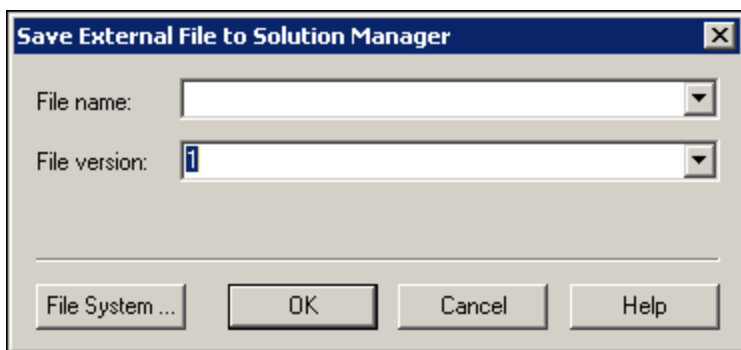 Save External File to Solution Manager
File name:
File version: 1
File System ... OK Cancel Help